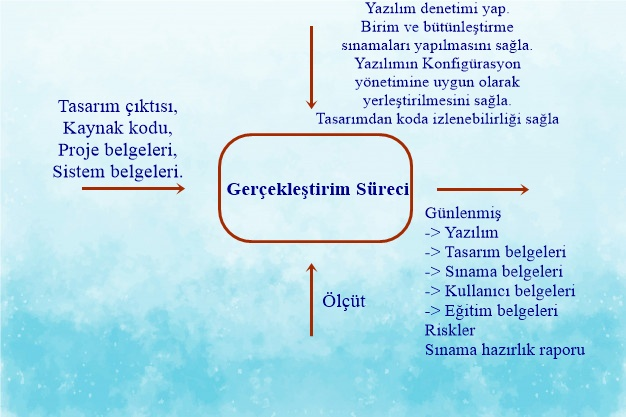 Yazılım denetimi yap.
Birim ve bütünleştirme
sınamaları yapılmasını sağla.
Yazılımın Konfigürasyon
yönetimine uygun olarak
yerleştirilmesini sağla.
Tasarımdan koda izlenebilirliği sağla
Tasarım çıktısı,
Kaynak kodu,
Proje belgeleri,
Sistem belgeleri.
Gerçekleştirim Süreci
Günlenmiş
-> Yazılım
-> Tasarım belgeleri
-> Sınama belgeleri
-> Kullanıcı belgeleri
-> Eğitim belgeleri
Riskler
Sınama hazırlık raporu
Ölçüt